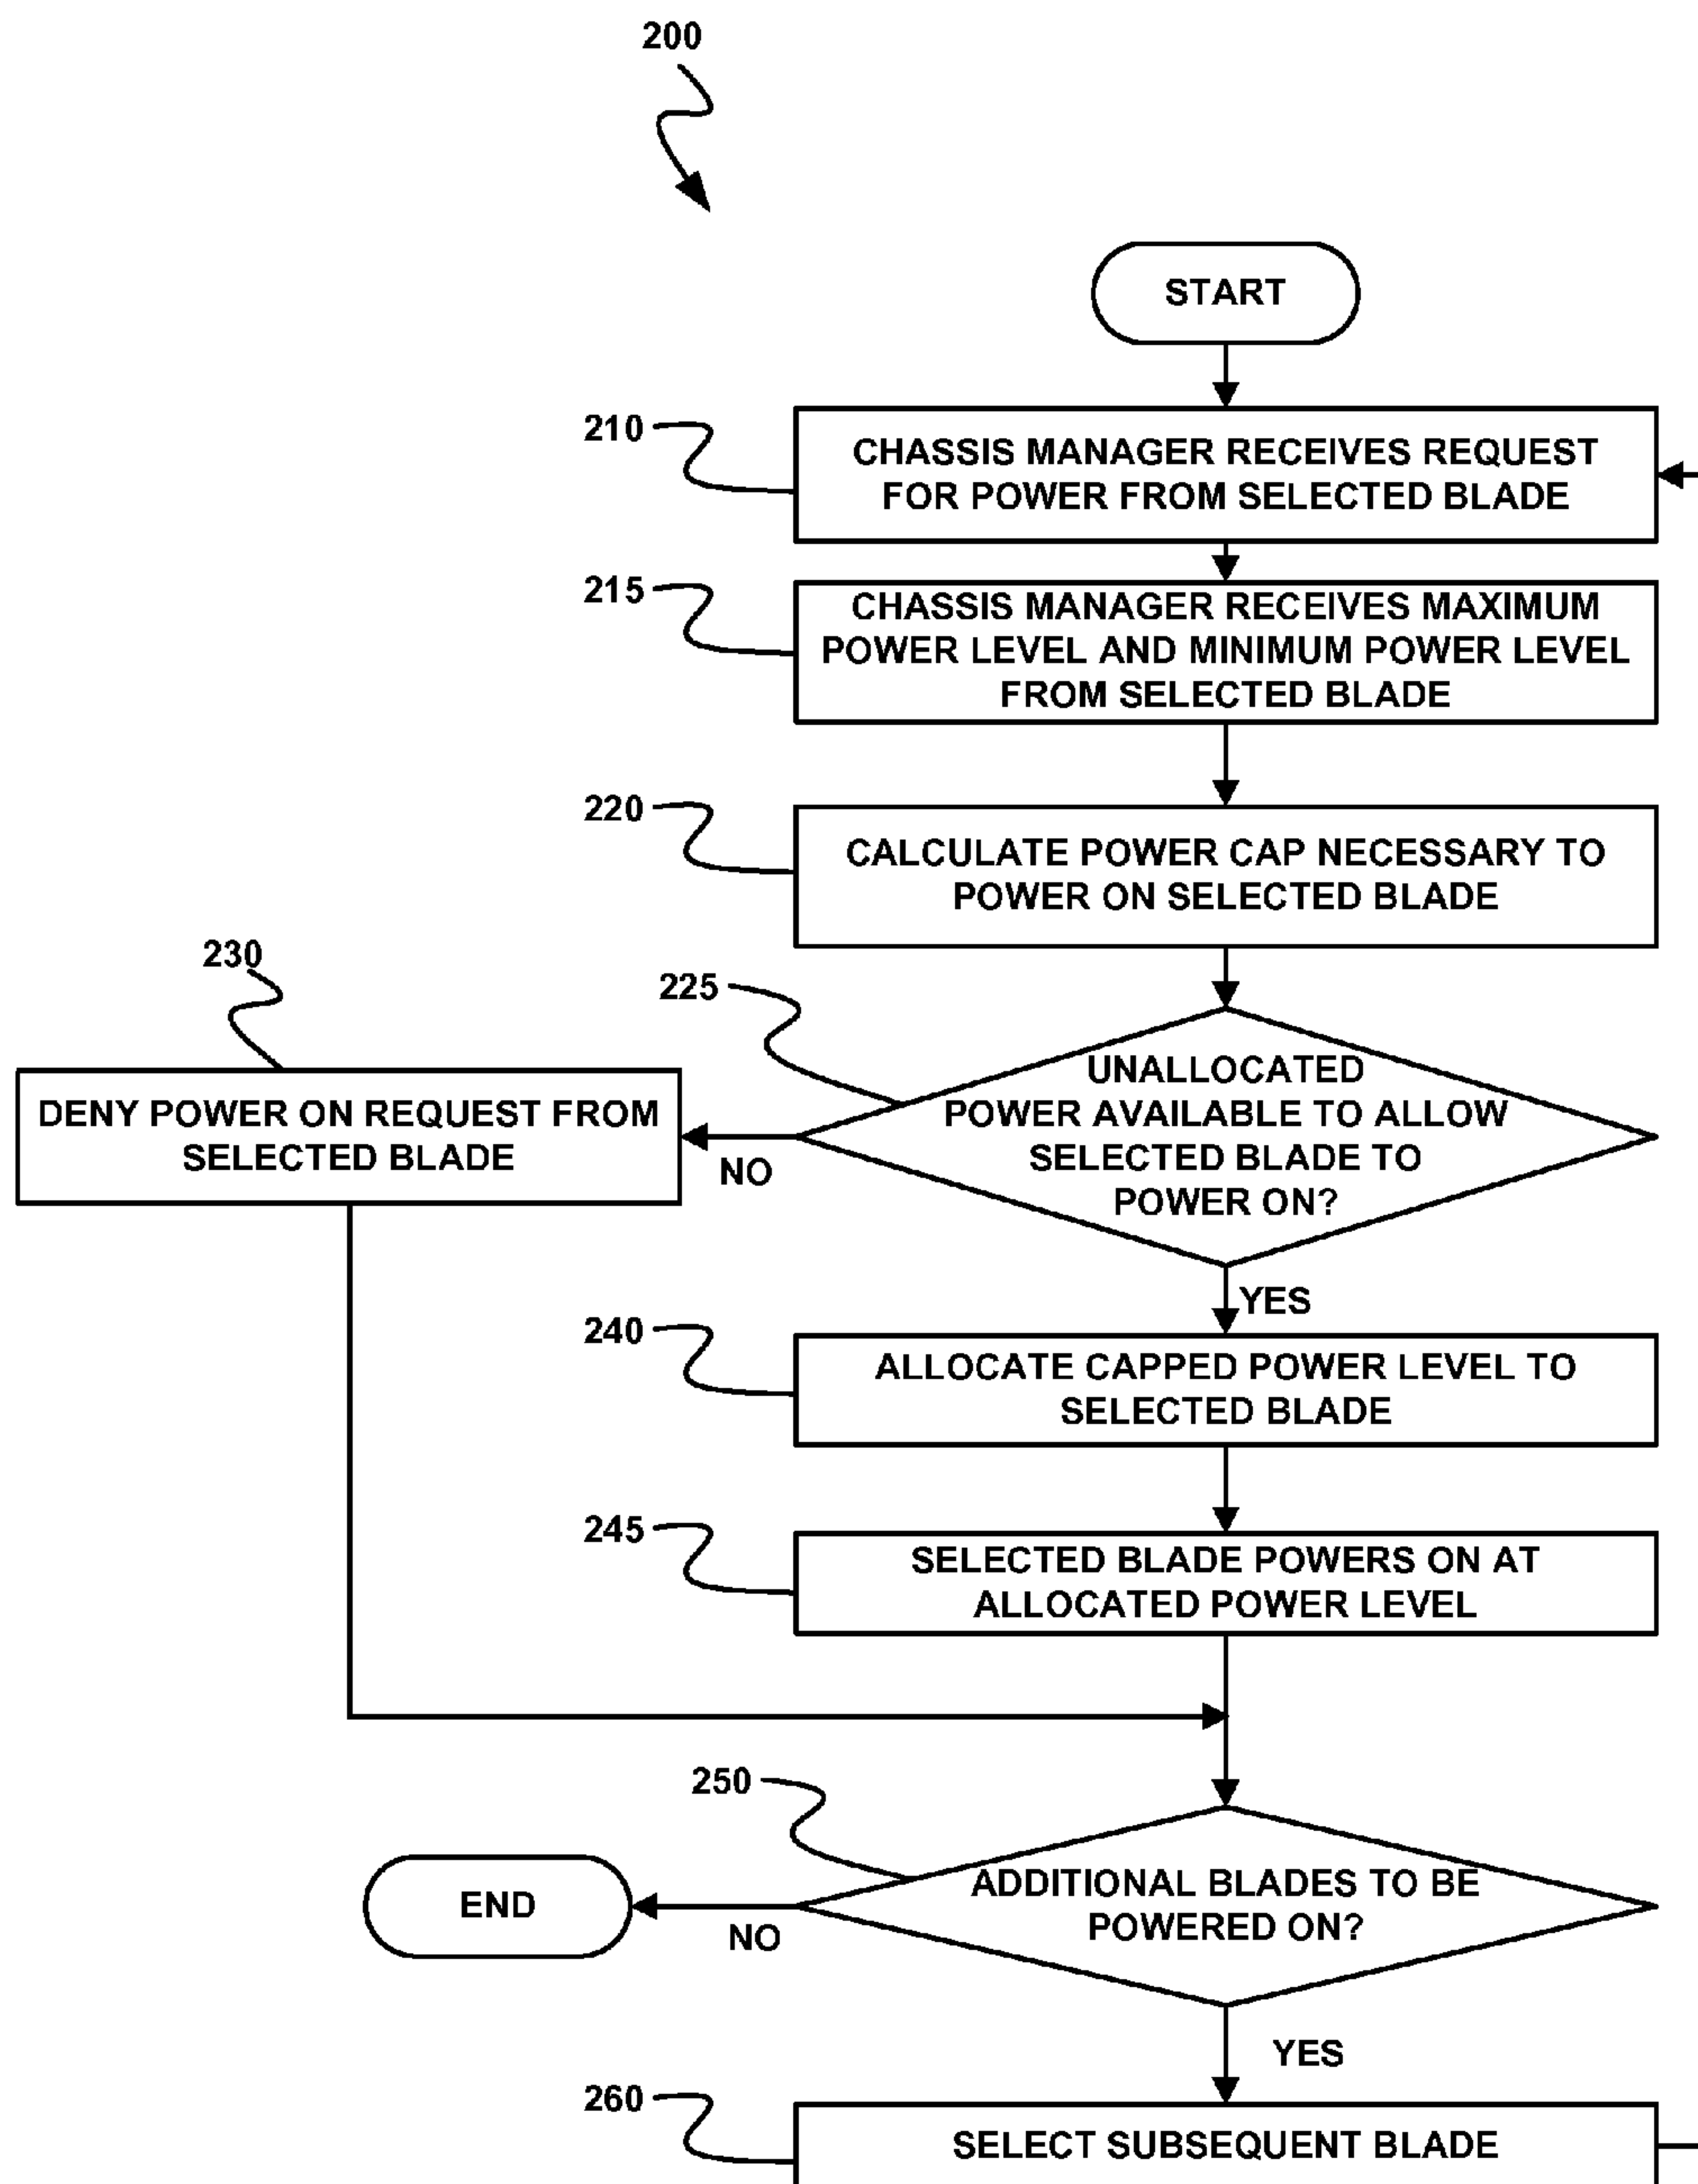 200
START
210
CHASSIS MANAGER RECEIVES REQUEST
FOR POWER FROM SELECTED BLADE
215
CHASSIS MANAGER RECEIVES MAXIMUM
POWER LEVEL AND MINIMUM POWER LEVEL
FROM SELECTED BLADE
220
CALCULATE POWER CAP NECESSARY TO
POWER ON SELECTED BLADE
230
225
UNALLOCATED
POWER AVAILABLE TO ALLOW
SELECTED BLADE TO
POWER ON?
DENY POWER ON REQUEST FROM
SELECTED BLADE
NO
YES
240
ALLOCATE CAPPED POWER LEVEL TO
SELECTED BLADE
245
SELECTED BLADE POWERS ON AT
ALLOCATED POWER LEVEL
250
ADDITIONAL BLADES TO BE
POWERED ON?
END
NO
YES
260
SELECT SUBSEQUENT BLADE